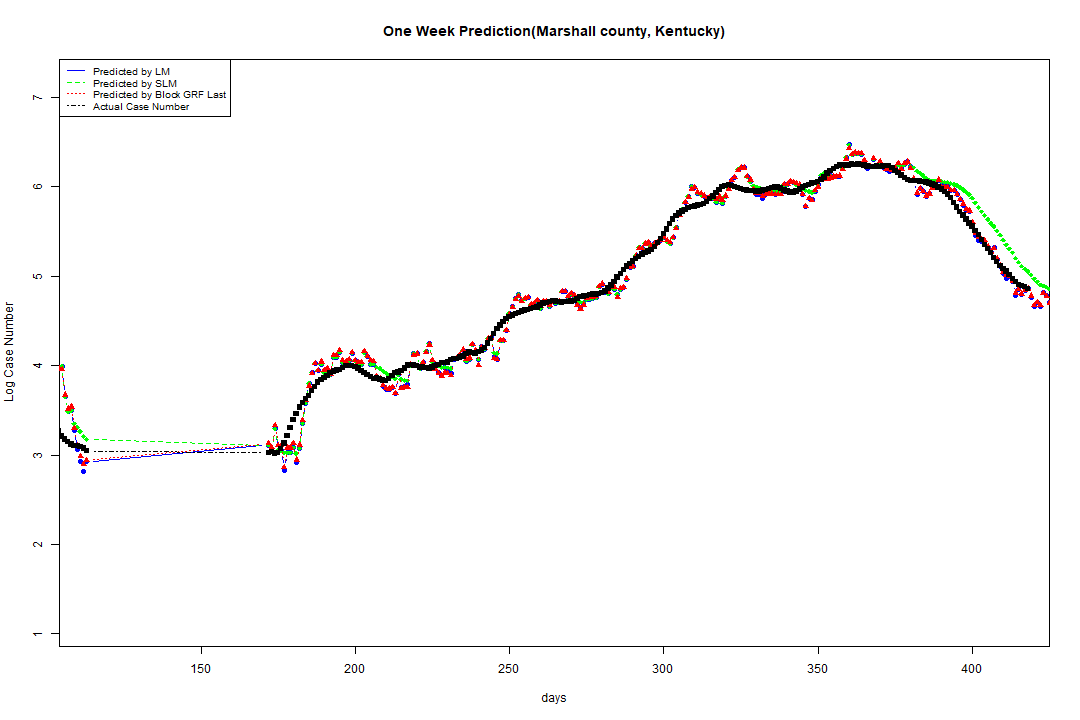 One Week Prediction(Marshall county, Kentucky)
Predicted by LM
Predicted by SLM
Predicted by Block GRF Last
Actual Case Number
7
6
5
4
3
2
1
Log Case Number
150 200 250 300 350 400
days